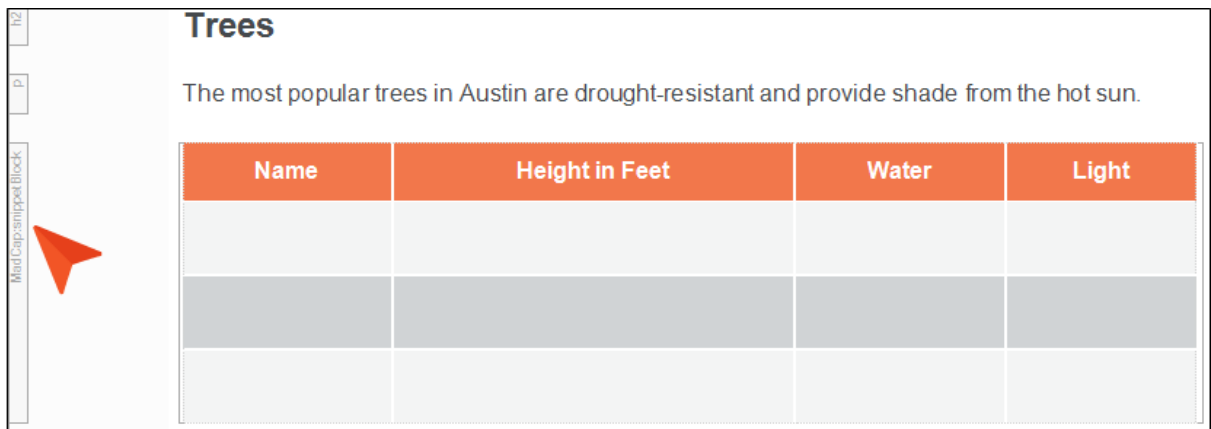 h2
Trees
p
The most popular trees in Austin are drought-resistant and provide shade from the hot sun.
MadCap:snippetBlock
Name Height in Feet Water Light